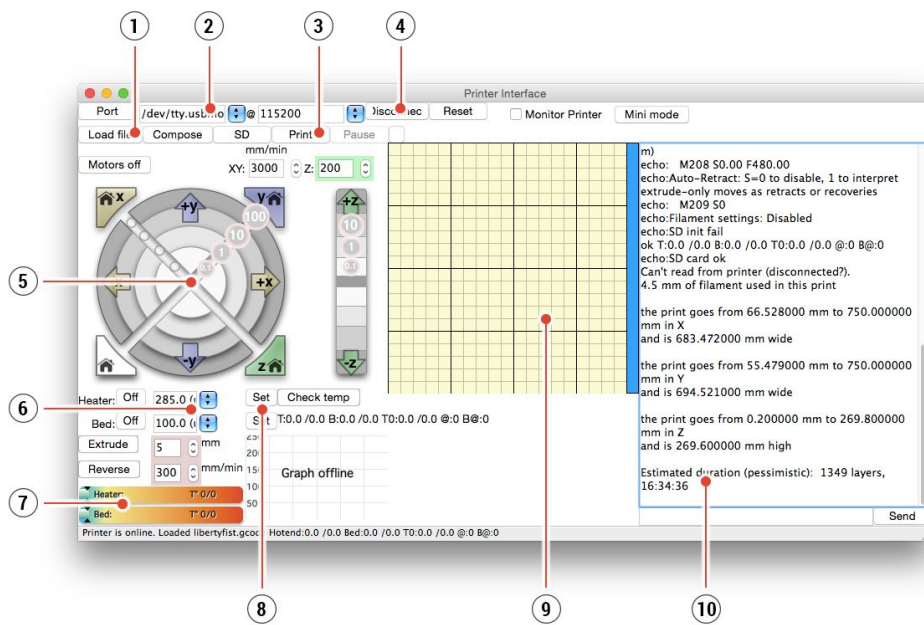 1 2 3 4
Printer Interface
Port /dev/tty.usbmo @ 115200 Disconnec Reset Monitor Printer Mini mode
Load file Compose SD Print Pause
mm/min
Motors off XY: 3000 Z: 200
x y +y 100 10 1 0.1 +x -y z
+z 10 1 0.1 -z
m)
echo: M208 S0.00 F480.00
echo:Auto-Retract: S=0 to disable, 1 to interpret
extrude-only moves as retracts or recoveries
echo: M209 S0
echo:Filament settings: Disabled
echo:SD init fail
ok T:0.0 /0.0 B:0.0 /0.0 T0:0.0 /0.0 @:0 B@:0
echo:SD card ok
Can't read from printer (disconnected?).
4.5 mm of filament used in this print
the print goes from 66.528000 mm to 750.000000
mm in X
and is 683.472000 mm wide
the print goes from 55.479000 mm to 750.000000
mm in Y
and is 694.521000 mm wide
the print goes from 0.200000 mm to 269.800000
mm in Z
and is 269.600000 mm high
Estimated duration (pessimistic): 1349 layers,
16:34:36
Send
5
6
Heater: Off 285.0 ( Set Check temp
Bed: Off 100.0 ( Set T:0.0 /0.0 B:0.0 /0.0 T0:0.0 /0.0 @:0 B@:0
Extrude 5 mm
Reverse 300 mm/min
50
Graph offline
7
Heater: T° 0/0
Bed: T° 0/0
Printer is online. Loaded libertyfist.gcod Hotend:0.0 /0.0 Bed:0.0 /0.0 T0:0.0 /0.0 @:0 B@:0
8 9 10